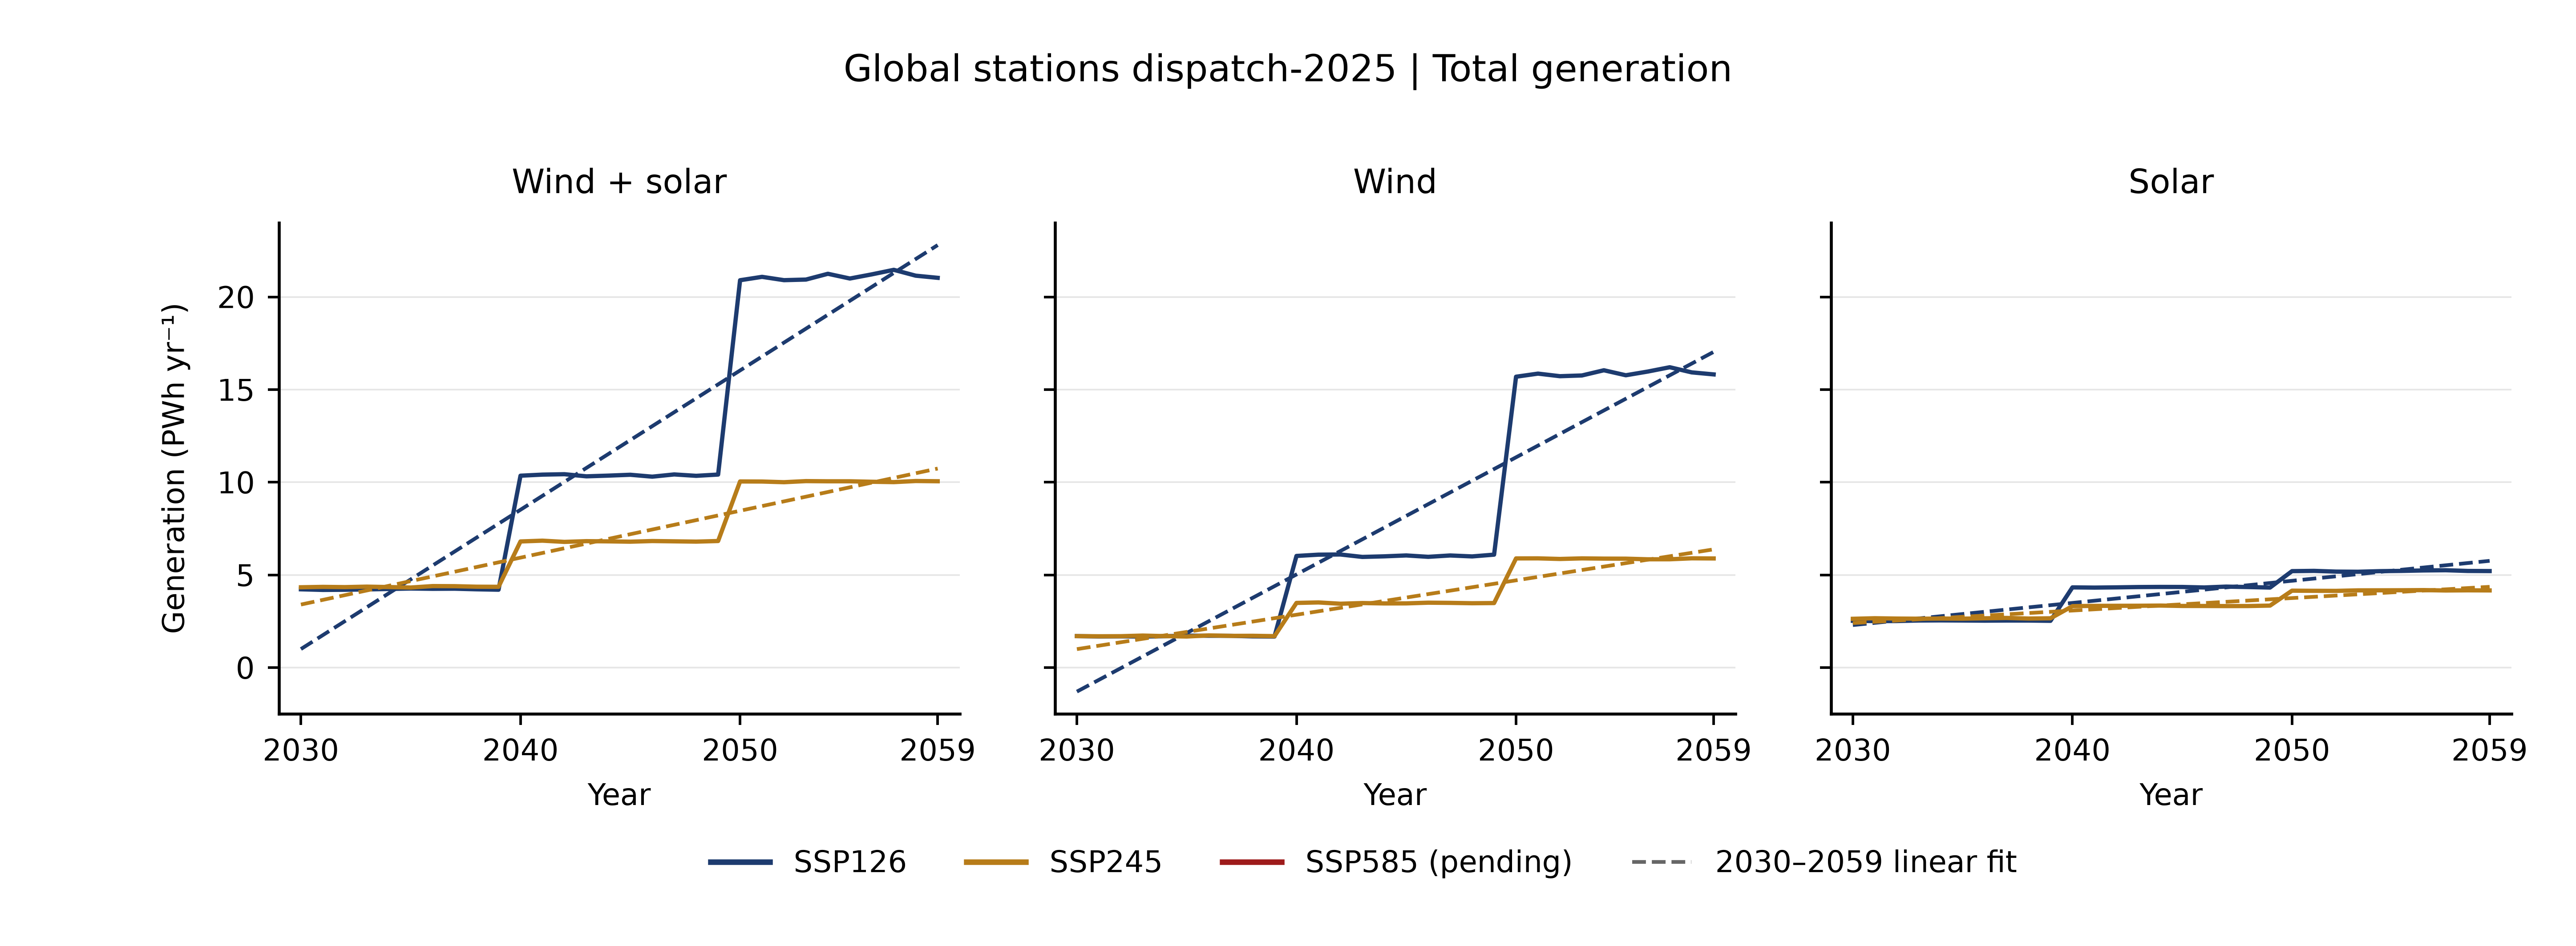 Global stations dispatch-2025 | Total generation
Wind + solar
Wind
Solar
Generation (PWh yr⁻¹)
20
15
10
5
0
2030 2040 2050 2059
2030 2040 2050 2059
2030 2040 2050 2059
Year
Year
Year
SSP126 SSP245 SSP585 (pending) 2030–2059 linear fit